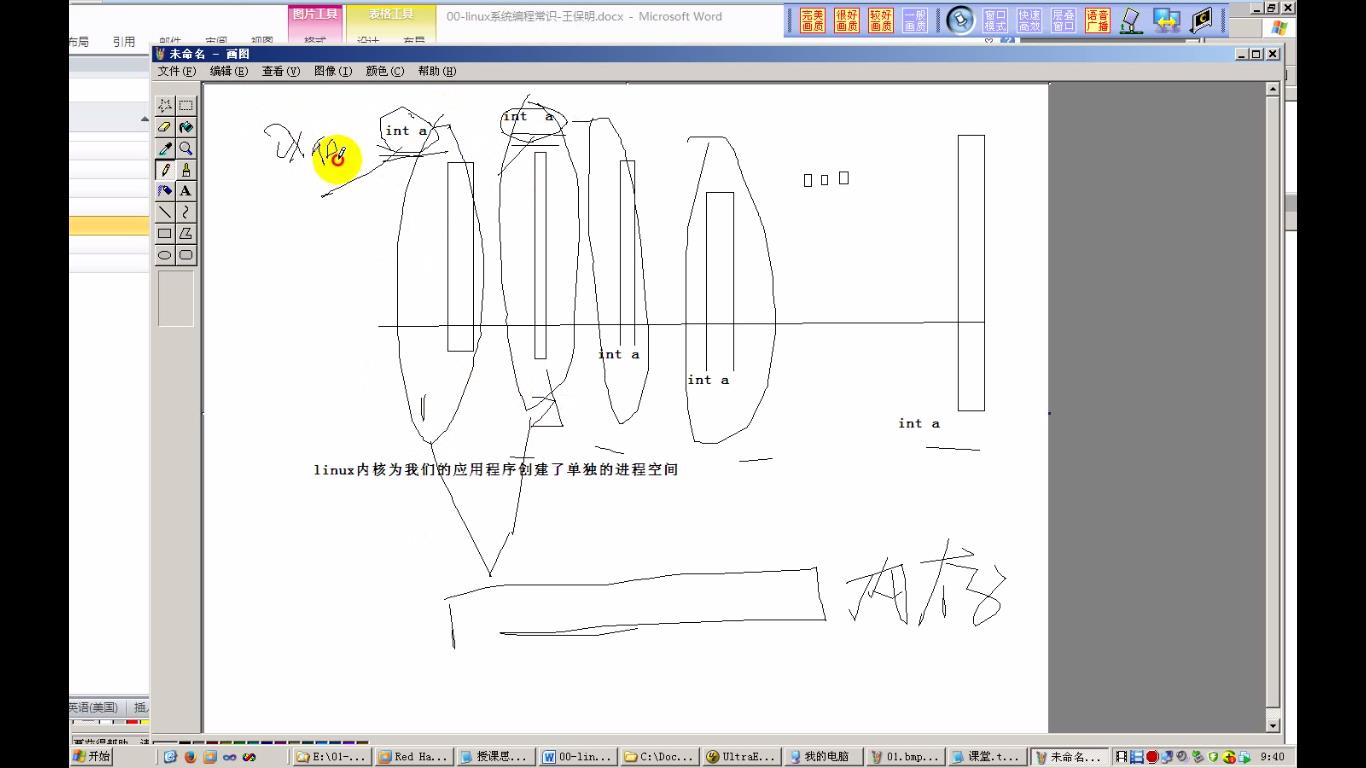 图片工具
表格工具
00-linux系统编程常识-王保明.docx - Microsoft Word
完美画质
很好画质
较好画质
一般画质
窗口模式
快速高效
层叠窗口
语音广播
布局 引用 邮件 审阅 视图 格式 设计 布局
未命名 - 画图
文件(F) 编辑(E) 查看(V) 图像(I) 颜色(C) 帮助(H)
int a
int a
int a
int a
int a
linux内核为我们的应用程序创建了单独的进程空间
内存
英语(美国) 插
开始
E:\01-...
Red Ha...
授课思...
00-lin...
C:\Doc...
UltraE...
我的电脑
01.bmp...
课堂.t...
未命名...
9:40